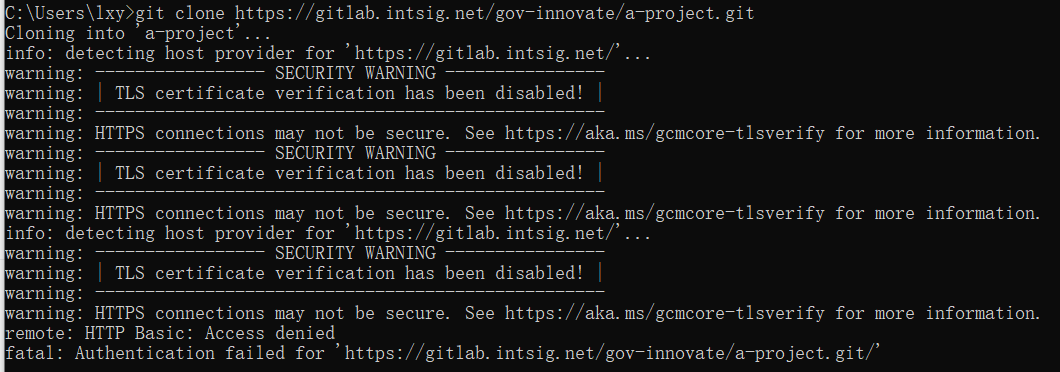 C:\Users\lxy>git clone https://gitlab.intsig.net/gov-innovate/a-project.git
Cloning into 'a-project'...
info: detecting host provider for 'https://gitlab.intsig.net/'...
warning: ----------------- SECURITY WARNING ----------------
warning: | TLS certificate verification has been disabled! |
warning: ---------------------------------------------------
warning: HTTPS connections may not be secure. See https://aka.ms/gcmcore-tlsverify for more information.
warning: ----------------- SECURITY WARNING ----------------
warning: | TLS certificate verification has been disabled! |
warning: ---------------------------------------------------
warning: HTTPS connections may not be secure. See https://aka.ms/gcmcore-tlsverify for more information.
info: detecting host provider for 'https://gitlab.intsig.net/'...
warning: ----------------- SECURITY WARNING ----------------
warning: | TLS certificate verification has been disabled! |
warning: ---------------------------------------------------
warning: HTTPS connections may not be secure. See https://aka.ms/gcmcore-tlsverify for more information.
remote: HTTP Basic: Access denied
fatal: Authentication failed for 'https://gitlab.intsig.net/gov-innovate/a-project.git/'